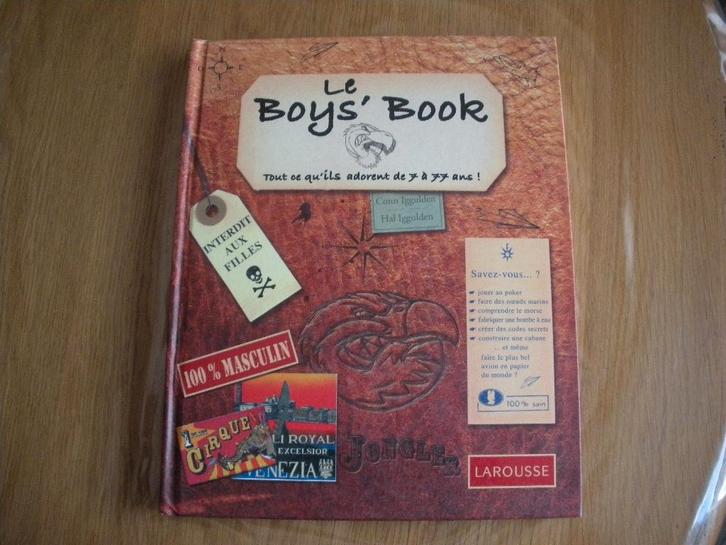 N
O E
S
Le
Boys' Book
Tout ce qu'ils adorent de 7 à 77 ans !
Conn Iggulden
Hal Iggulden
INTERDIT
AUX
FILLES
Savez-vous... ?
jouer au poker
faire des nœuds marins
comprendre le morse
fabriquer une bombe à eau
créer des codes secrets
construire une cabane
... et même
faire le plus bel
avion en papier
du monde ?
100 % sain
100 % MASCULIN
CIRQUE
LI ROYAL
EXCELSIOR
VENEZIA
JONGLER
LAROUSSE